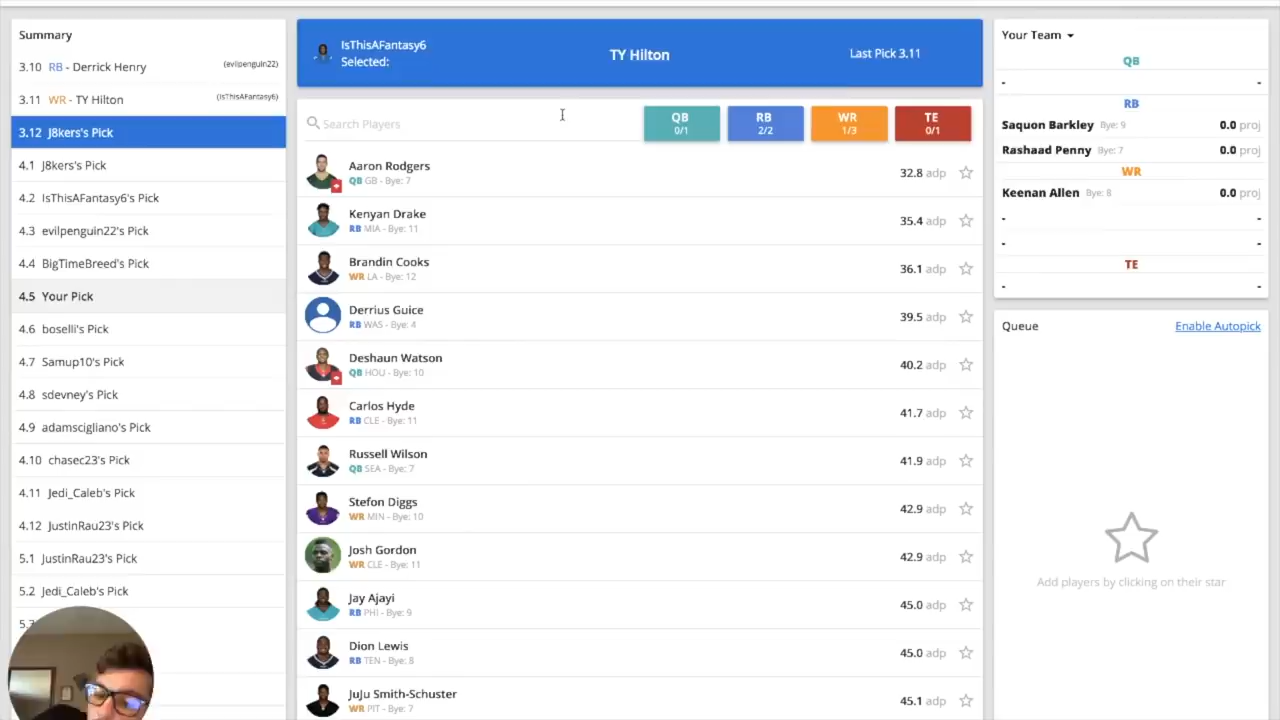 Summary
3.10 RB - Derrick Henry (evilpenguin22)
3.11 WR - TY Hilton (IsThisAFantasy6)
3.12 J8kers's Pick
4.1 J8kers's Pick
4.2 IsThisAFantasy6's Pick
4.3 evilpenguin22's Pick
4.4 BigTimeBreed's Pick
4.5 Your Pick
4.6 boselli's Pick
4.7 Samup10's Pick
4.8 sdevney's Pick
4.9 adamscigliano's Pick
4.10 chasec23's Pick
4.11 Jedi_Caleb's Pick
4.12 JustinRau23's Pick
5.1 JustinRau23's Pick
5.2 Jedi_Caleb's Pick
IsThisAFantasy6
Selected:
TY Hilton
Last Pick 3.11
Search Players
QB
0/1
RB
2/2
WR
1/3
TE
0/1
Aaron Rodgers
QB GB - Bye: 7
32.8 adp
Kenyan Drake
RB MIA - Bye: 11
35.4 adp
Brandin Cooks
WR LA - Bye: 12
36.1 adp
Derrius Guice
RB WAS - Bye: 4
39.5 adp
Deshaun Watson
QB HOU - Bye: 10
40.2 adp
Carlos Hyde
RB CLE - Bye: 11
41.7 adp
Russell Wilson
QB SEA - Bye: 7
41.9 adp
Stefon Diggs
WR MIN - Bye: 10
42.9 adp
Josh Gordon
WR CLE - Bye: 11
42.9 adp
Jay Ajayi
RB PHI - Bye: 9
45.0 adp
Dion Lewis
RB TEN - Bye: 8
45.0 adp
JuJu Smith-Schuster
WR PIT - Bye: 7
45.1 adp
Your Team
QB
- -
RB
Saquon Barkley Bye: 9 0.0 proj
Rashaad Penny Bye: 7 0.0 proj
WR
Keenan Allen Bye: 8 0.0 proj
- -
- -
TE
- -
Queue Enable Autopick
Add players by clicking on their star